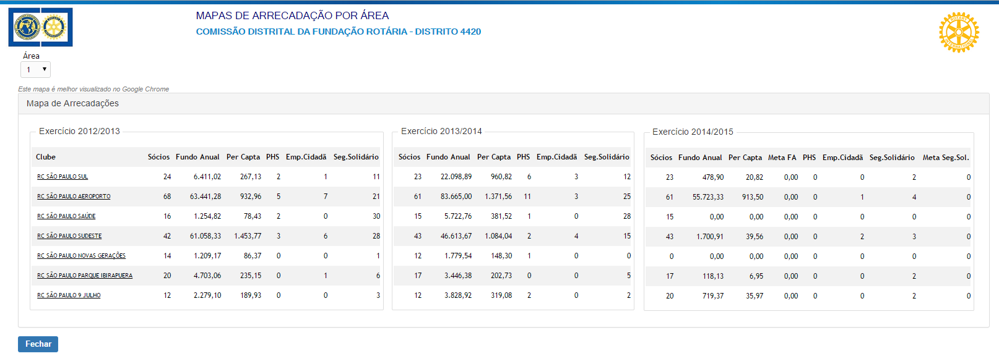 MAPAS DE ARRECADAÇÃO POR ÁREA
COMISSÃO DISTRITAL DA FUNDAÇÃO ROTÁRIA - DISTRITO 4420
ROTARY INTERNATIONAL
Área
1
Este mapa é melhor visualizado no Google Chrome
Mapa de Arrecadações
Exercício 2012/2013 Exercício 2013/2014 Exercício 2014/2015
Clube Sócios Fundo Anual Per Capta PHS Emp.Cidadã Seg.Solidário Sócios Fundo Anual Per Capta PHS Emp.Cidadã Seg.Solidário Sócios Fundo Anual Per Capta Meta FA PHS Emp.Cidadã Seg.Solidário Meta Seg.Sol.
RC SÃO PAULO SUL 24 6.411,02 267,13 2 1 11 23 22.098,89 960,82 6 3 12 23 478,90 20,82 0,00 0 0 2 0
RC SÃO PAULO AEROPORTO 68 63.441,28 932,96 5 7 21 61 83.665,00 1.371,56 11 3 25 61 55.723,33 913,50 0,00 0 1 4 0
RC SÃO PAULO SAÚDE 16 1.254,82 78,43 2 0 30 15 5.722,76 381,52 1 0 28 15 0,00 0,00 0,00 0 0 0 0
RC SÃO PAULO SUDESTE 42 61.058,33 1.453,77 3 6 28 43 46.613,67 1.084,04 2 4 15 43 1.700,91 39,56 0,00 0 2 3 0
RC SÃO PAULO NOVAS GERAÇÕES 14 1.209,17 86,37 0 0 1 12 1.779,54 148,30 1 0 0 0 0,00 0,00 0,00 0 0 0 0
RC SÃO PAULO PARQUE IBIRAPUERA 20 4.703,06 235,15 0 1 6 17 3.446,38 202,73 0 0 5 17 118,13 6,95 0,00 0 0 2 0
RC SÃO PAULO 9 JULHO 12 2.279,10 189,93 0 0 3 12 3.828,92 319,08 2 0 2 20 719,37 35,97 0,00 0 0 2 0
Fechar